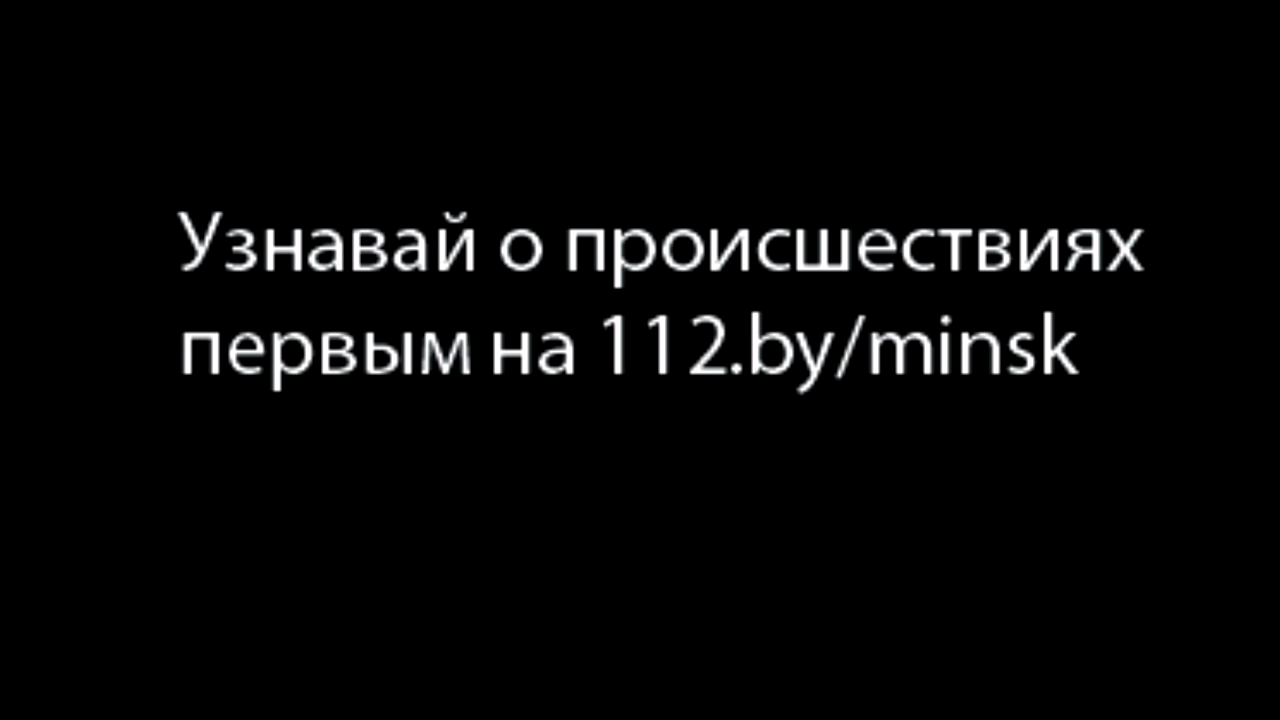 Узнавай о происшествиях
первым на 112.by/minsk